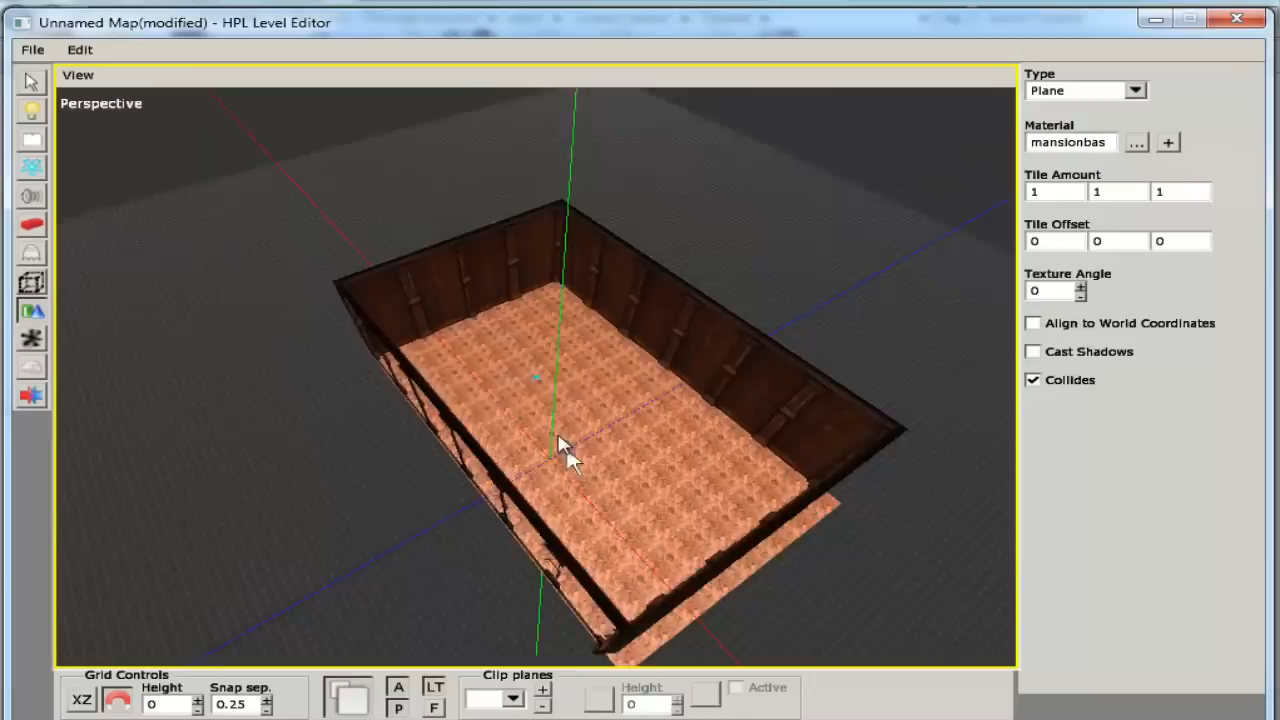 Unnamed Map(modified) - HPL Level Editor
File Edit
View
Perspective
Type
Plane
Material
mansionbas ... +
Tile Amount
1 1 1
Tile Offset
0 0 0
Texture Angle
0
Align to World Coordinates
Cast Shadows
Collides
Grid Controls
XZ
Height
0
Snap sep.
0.25
A LT
P F
Clip planes
+
-
Height
0
Active